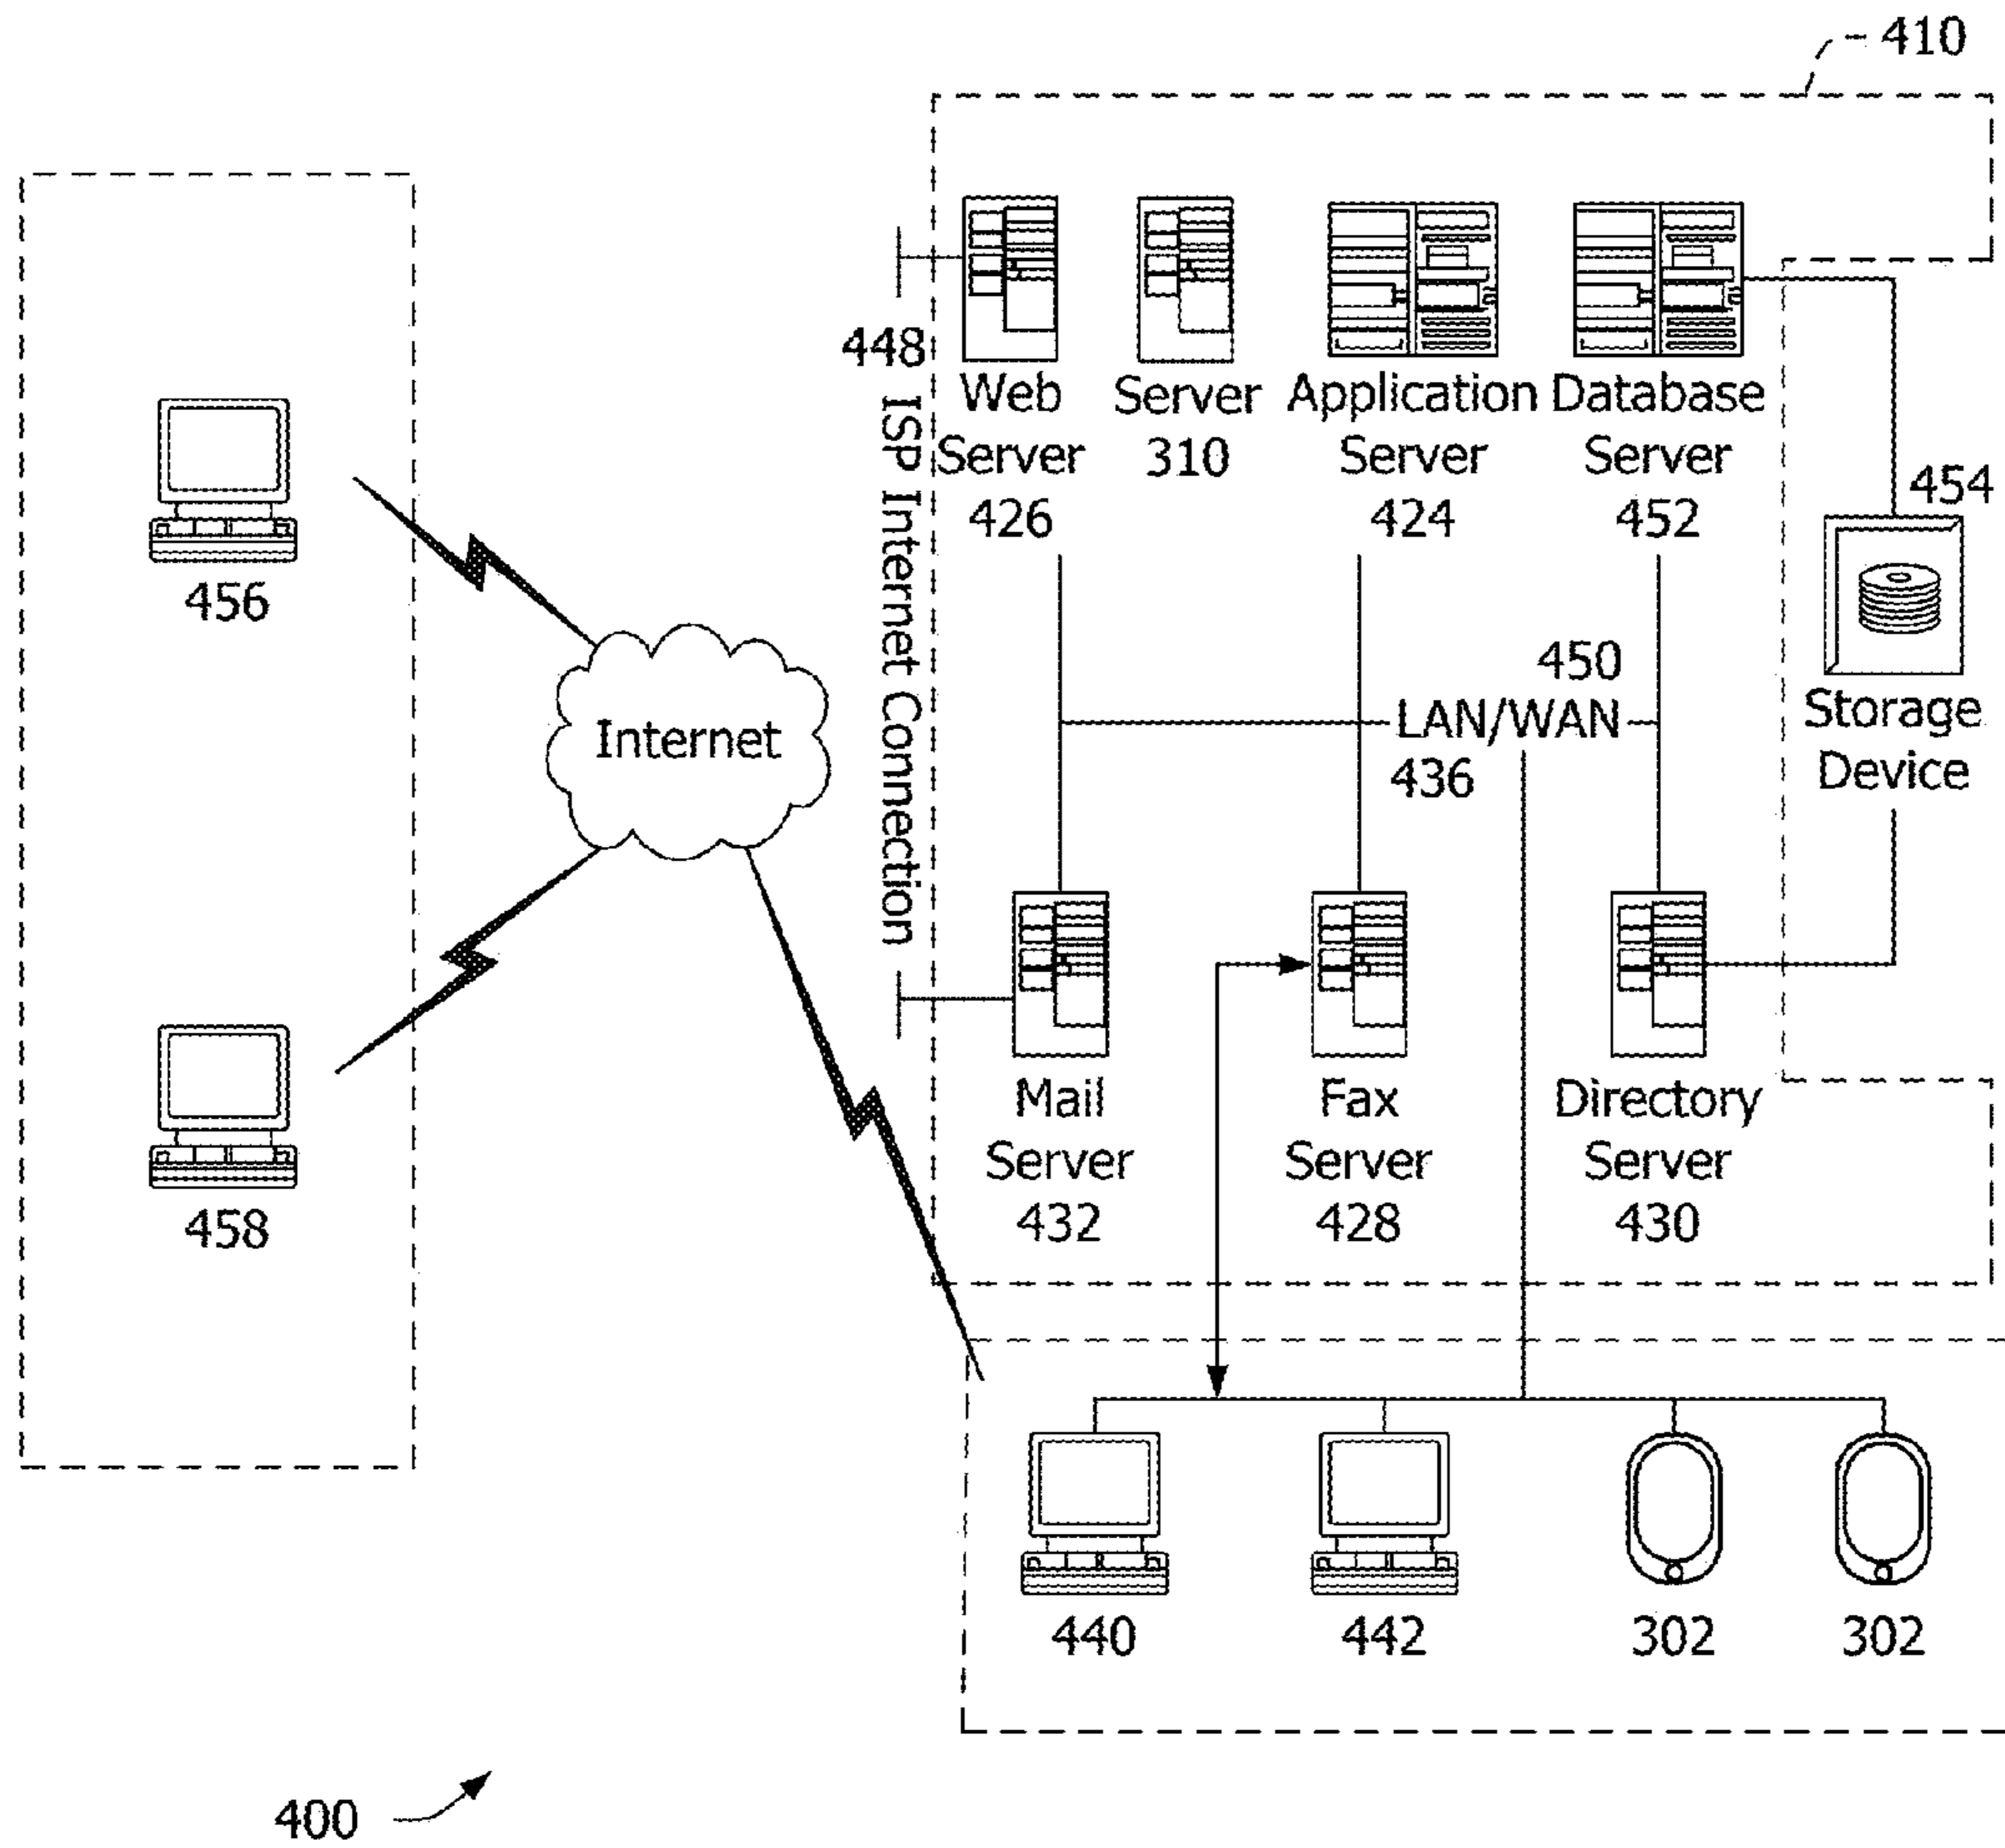 410
448
ISP Internet Connection
Web
Server
426
Server
310
Application
Server
424
Database
Server
452
454
Storage
Device
456
Internet
450
LAN/WAN
436
458
Mail
Server
432
Fax
Server
428
Directory
Server
430
440
442
302
302
400